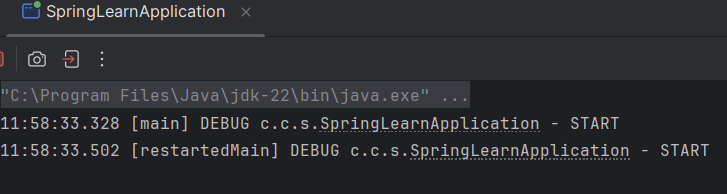 SpringLearnApplication
"C:\Program Files\Java\jdk-22\bin\java.exe" ...
11:58:33.328 [main] DEBUG c.c.s.SpringLearnApplication - START
11:58:33.502 [restartedMain] DEBUG c.c.s.SpringLearnApplication - START